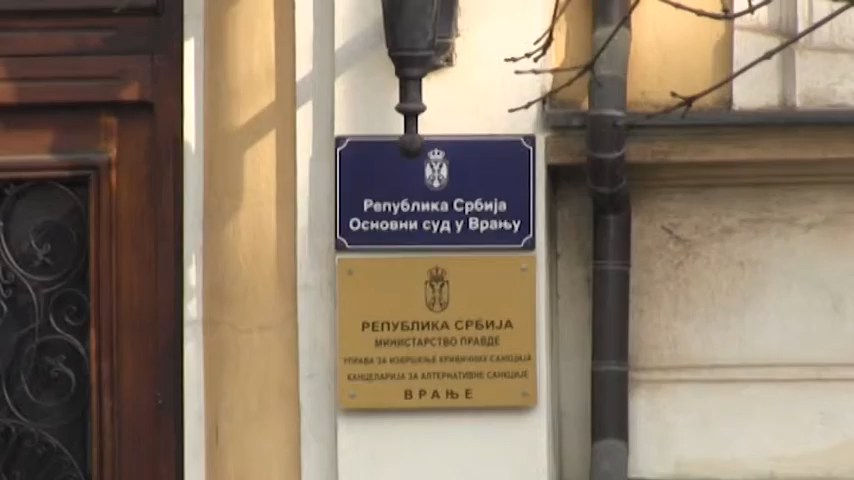 Република Србија
Основни суд у Врању
РЕПУБЛИКА СРБИЈА
МИНИСТАРСТВО ПРАВДЕ
УПРАВА ЗА ИЗВРШЕЊЕ КРИВИЧНИХ САНКЦИЈА
КАНЦЕЛАРИЈА ЗА АЛТЕРНАТИВНЕ САНКЦИЈЕ
ВРАЊЕ